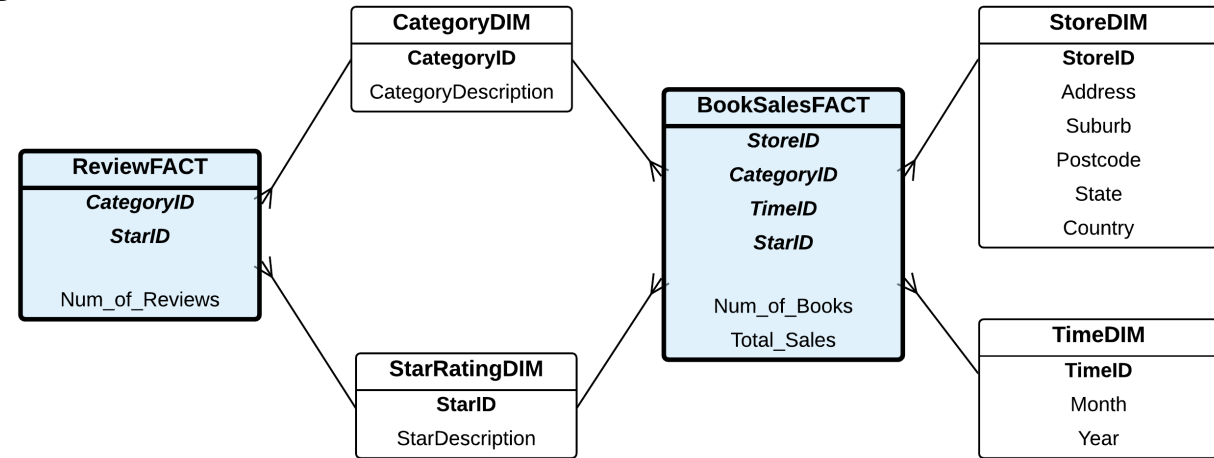 CategoryDIM
CategoryID
CategoryDescription
StoreDIM
StoreID
Address
Suburb
Postcode
State
Country
BookSalesFACT
StoreID
CategoryID
TimeID
StarID
Num_of_Books
Total_Sales
ReviewFACT
CategoryID
StarID
Num_of_Reviews
StarRatingDIM
StarID
StarDescription
TimeDIM
TimeID
Month
Year